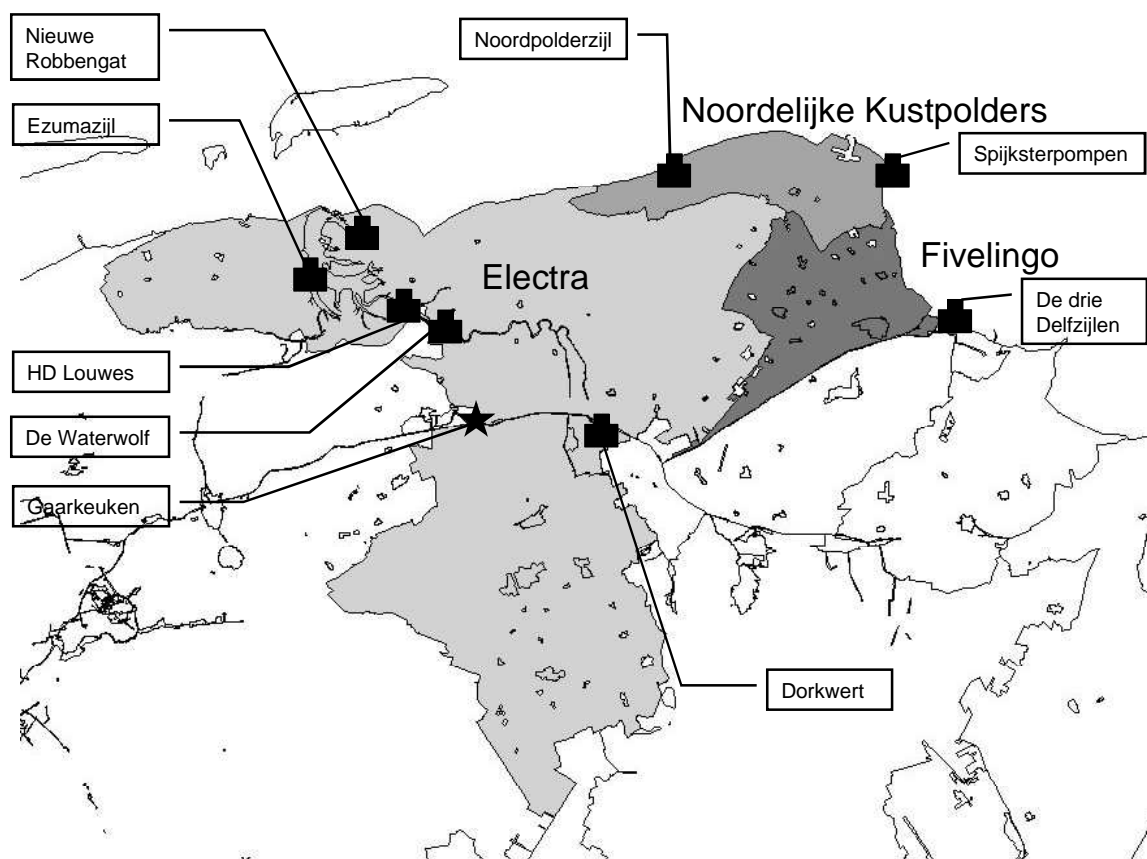 Nieuwe
Robbengat
Noordpolderzijl
Ezumazijl
Noordelijke Kustpolders
Spijksterpompen
Electra
Fivelingo
De drie
Delfzijlen
HD Louwes
De Waterwolf
Gaarkeuken
Dorkwert